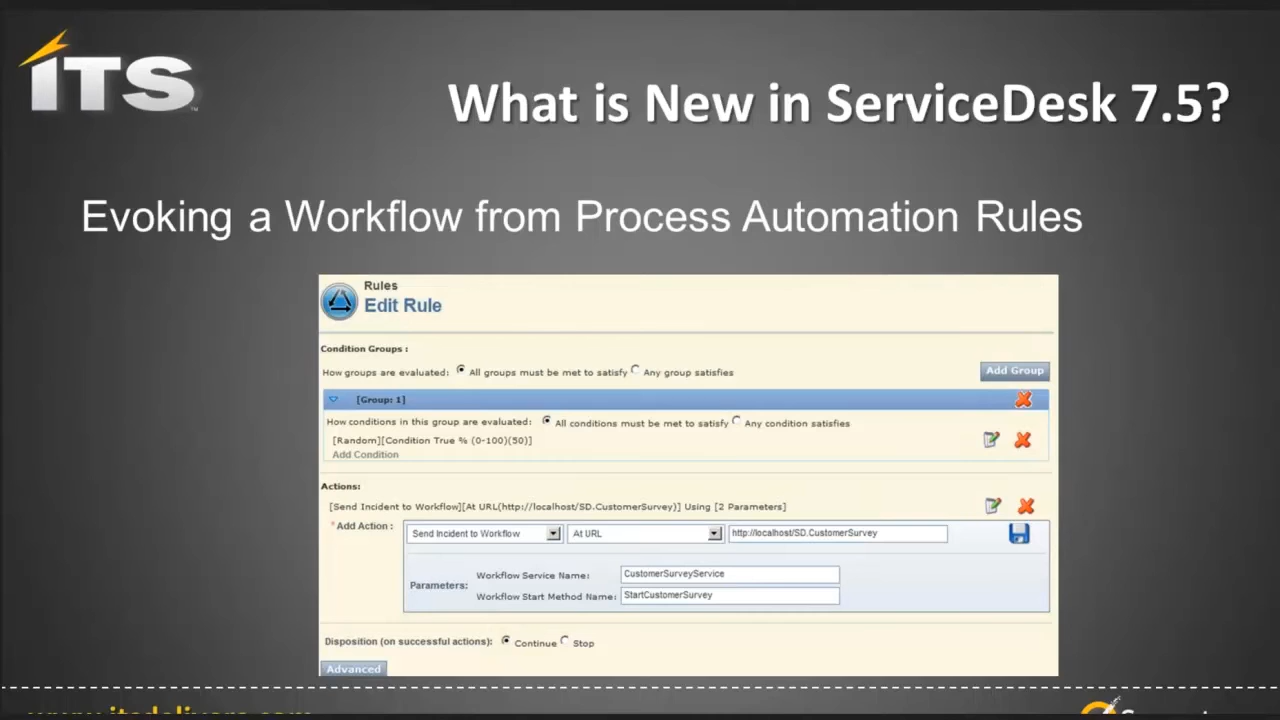 iTS
What is New in ServiceDesk 7.5?
Evoking a Workflow from Process Automation Rules
Rules
Edit Rule
Condition Groups :
How groups are evaluated: All groups must be met to satisfy Any group satisfies
Add Group
[Group: 1]
How conditions in this group are evaluated: All conditions must be met to satisfy Any condition satisfies
[Random][Condition True % (0-100)(50)]
Add Condition
Actions:
[Send Incident to Workflow][At URL(http://localhost/SD.CustomerSurvey)] Using [2 Parameters]
* Add Action : Send Incident to Workflow At URL http://localhost/SD.CustomerSurvey
Parameters:
Workflow Service Name: CustomerSurveyService
Workflow Start Method Name: StartCustomerSurvey
Disposition (on successful actions): Continue Stop
Advanced